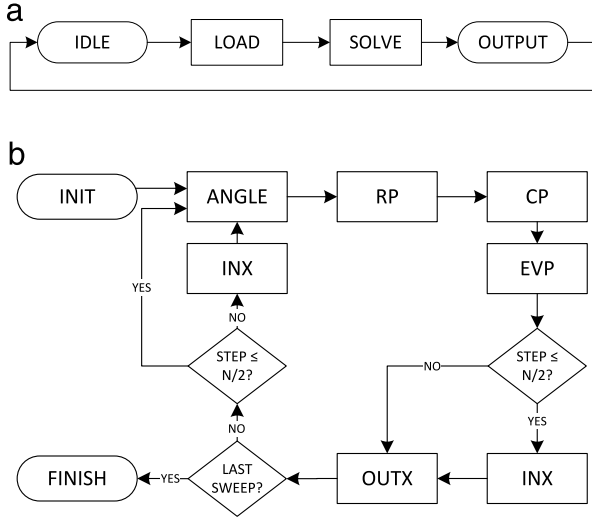 a
IDLE
LOAD
SOLVE
OUTPUT
b
INIT
ANGLE
RP
CP
INX
EVP
YES
NO
STEP ≤
N/2?
STEP ≤
N/2?
NO
YES
NO
FINISH
YES
LAST
SWEEP?
OUTX
INX